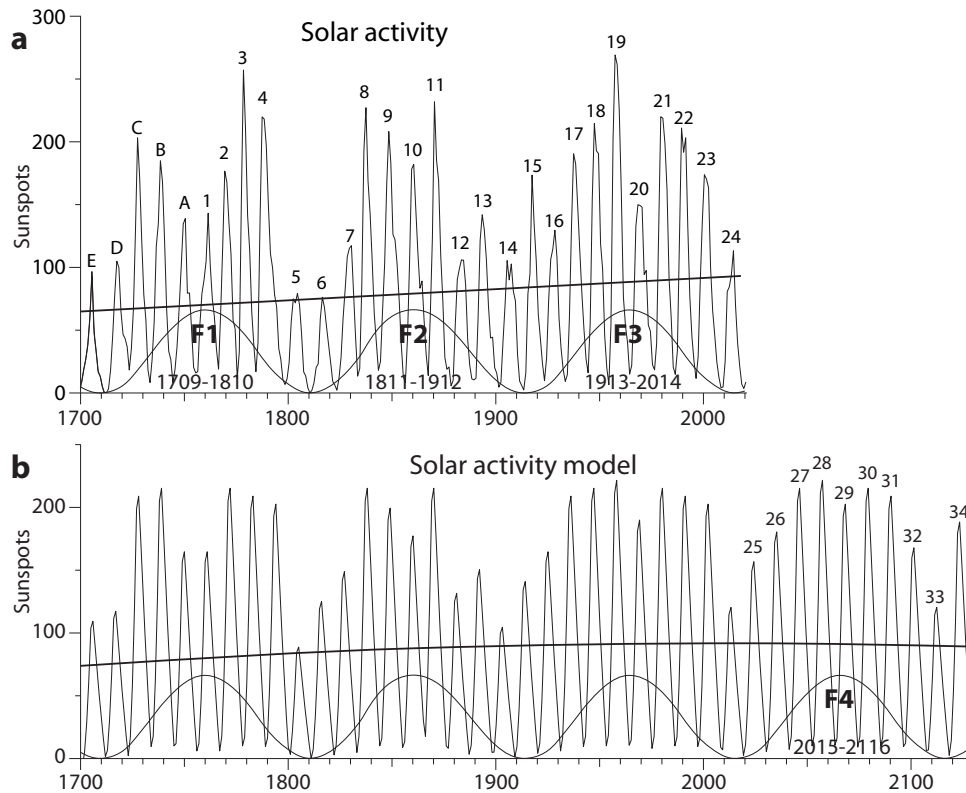 a
Solar activity
300
200
100
0
Sunspots
E D C B A 1 2 3 4 5 6 7 8 9 10 11 12 13 14 15 16 17 18 19 20 21 22 23 24
F1 F2 F3
1709-1810 1811-1912 1913-2014
1700 1800 1900 2000
b
Solar activity model
200
100
0
Sunspots
25 26 27 28 29 30 31 32 33 34
F4
2015-2116
1700 1800 1900 2000 2100